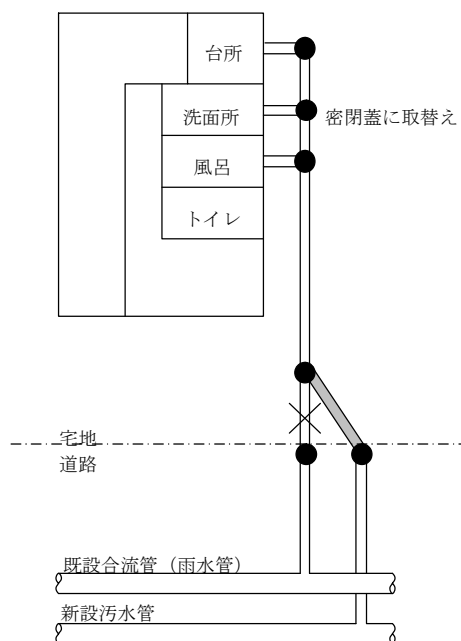 台所
洗面所
密閉蓋に取替え
風呂
トイレ
宅地
道路
既設合流管（雨水管）
新設汚水管